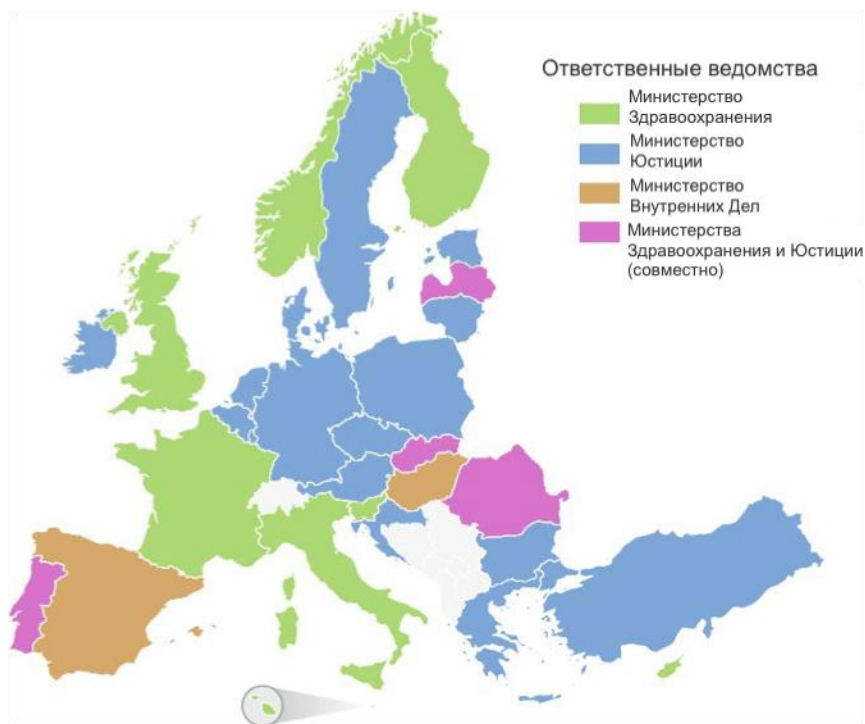 Ответственные ведомства
Министерство
Здравоохранения
Министерство
Юстиции
Министерство
Внутренних Дел
Министерства
Здравоохранения и Юстиции
(совместно)